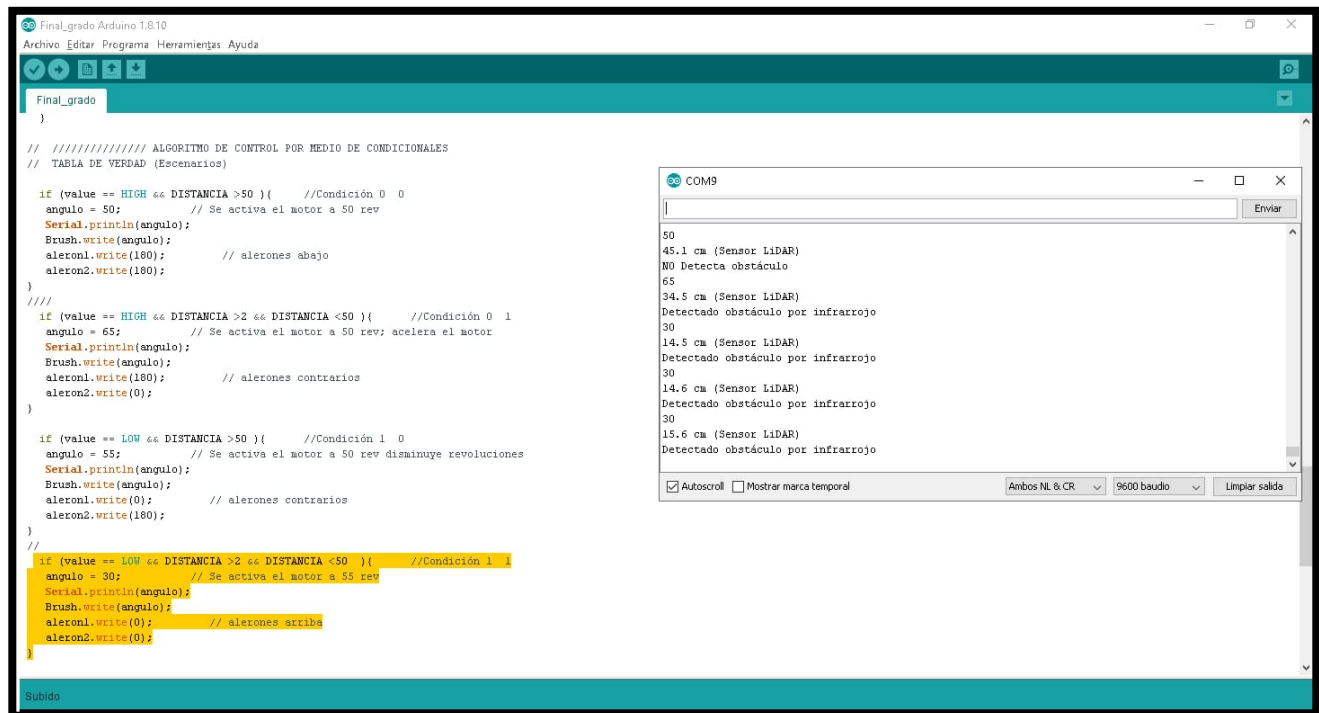 Final_grado Arduino 1.8.10
Archivo Editar Programa Herramientas Ayuda
Final_grado
}
// /////////////// ALGORITMO DE CONTROL POR MEDIO DE CONDICIONALES
// TABLA DE VERDAD (Escenarios)
if (value == HIGH && DISTANCIA >50 ){ //Condición 0 0
angulo = 50; // Se activa el motor a 50 rev
Serial.println(angulo);
Brush.write(angulo);
aleron1.write(180); // alerones abajo
aleron2.write(180);
}
////
if (value == HIGH && DISTANCIA >2 && DISTANCIA <50 ){ //Condición 0 1
angulo = 65; // Se activa el motor a 50 rev; acelera el motor
Serial.println(angulo);
Brush.write(angulo);
aleron1.write(180); // alerones contrarios
aleron2.write(0);
}
if (value == LOW && DISTANCIA >50 ){ //Condición 1 0
angulo = 55; // Se activa el motor a 50 rev disminuye revoluciones
Serial.println(angulo);
Brush.write(angulo);
aleron1.write(0); // alerones contrarios
aleron2.write(180);
}
//
if (value == LOW && DISTANCIA >2 && DISTANCIA <50 ){ //Condición 1 1
angulo = 30; // Se activa el motor a 55 rev
Serial.println(angulo);
Brush.write(angulo);
aleron1.write(0); // alerones arriba
aleron2.write(0);
}
Subido
COM9
Enviar
50
45.1 cm (Sensor LiDAR)
NO Detecta obstáculo
65
34.5 cm (Sensor LiDAR)
Detectado obstáculo por infrarrojo
30
14.5 cm (Sensor LiDAR)
Detectado obstáculo por infrarrojo
30
14.6 cm (Sensor LiDAR)
Detectado obstáculo por infrarrojo
30
15.6 cm (Sensor LiDAR)
Detectado obstáculo por infrarrojo
Autoscroll Mostrar marca temporal Ambos NL & CR 9600 baudio Limpiar salida